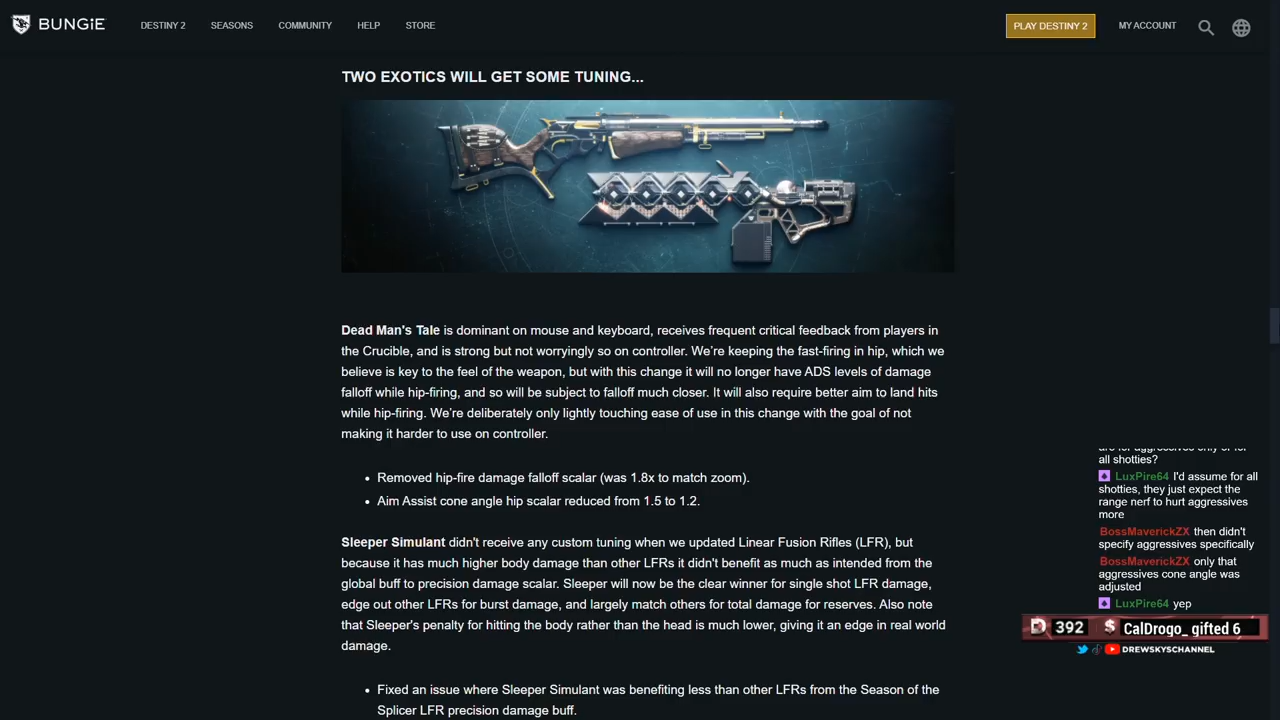 BUNGiE
DESTINY 2
SEASONS
COMMUNITY
HELP
STORE
PLAY DESTINY 2
MY ACCOUNT
TWO EXOTICS WILL GET SOME TUNING...
Dead Man's Tale is dominant on mouse and keyboard, receives frequent critical feedback from players in
the Crucible, and is strong but not worryingly so on controller. We're keeping the fast-firing in hip, which we
believe is key to the feel of the weapon, but with this change it will no longer have ADS levels of damage
falloff while hip-firing, and so will be subject to falloff much closer. It will also require better aim to land hits
while hip-firing. We're deliberately only lightly touching ease of use in this change with the goal of not
making it harder to use on controller.
• Removed hip-fire damage falloff scalar (was 1.8x to match zoom).
• Aim Assist cone angle hip scalar reduced from 1.5 to 1.2.
Sleeper Simulant didn't receive any custom tuning when we updated Linear Fusion Rifles (LFR), but
because it has much higher body damage than other LFRs it didn't benefit as much as intended from the
global buff to precision damage scalar. Sleeper will now be the clear winner for single shot LFR damage,
edge out other LFRs for burst damage, and largely match others for total damage for reserves. Also note
that Sleeper's penalty for hitting the body rather than the head is much lower, giving it an edge in real world
damage.
• Fixed an issue where Sleeper Simulant was benefiting less than other LFRs from the Season of the
Splicer LFR precision damage buff.
all shotties?
LuxPire64 I'd assume for all
shotties, they just expect the
range nerf to hurt aggressives
more
BossMaverickZX then didn't
specify aggressives specifically
BossMaverickZX only that
aggressives cone angle was
adjusted
LuxPire64 yep
392 $ CalDrogo_ gifted 6
DREWSKYSCHANNEL